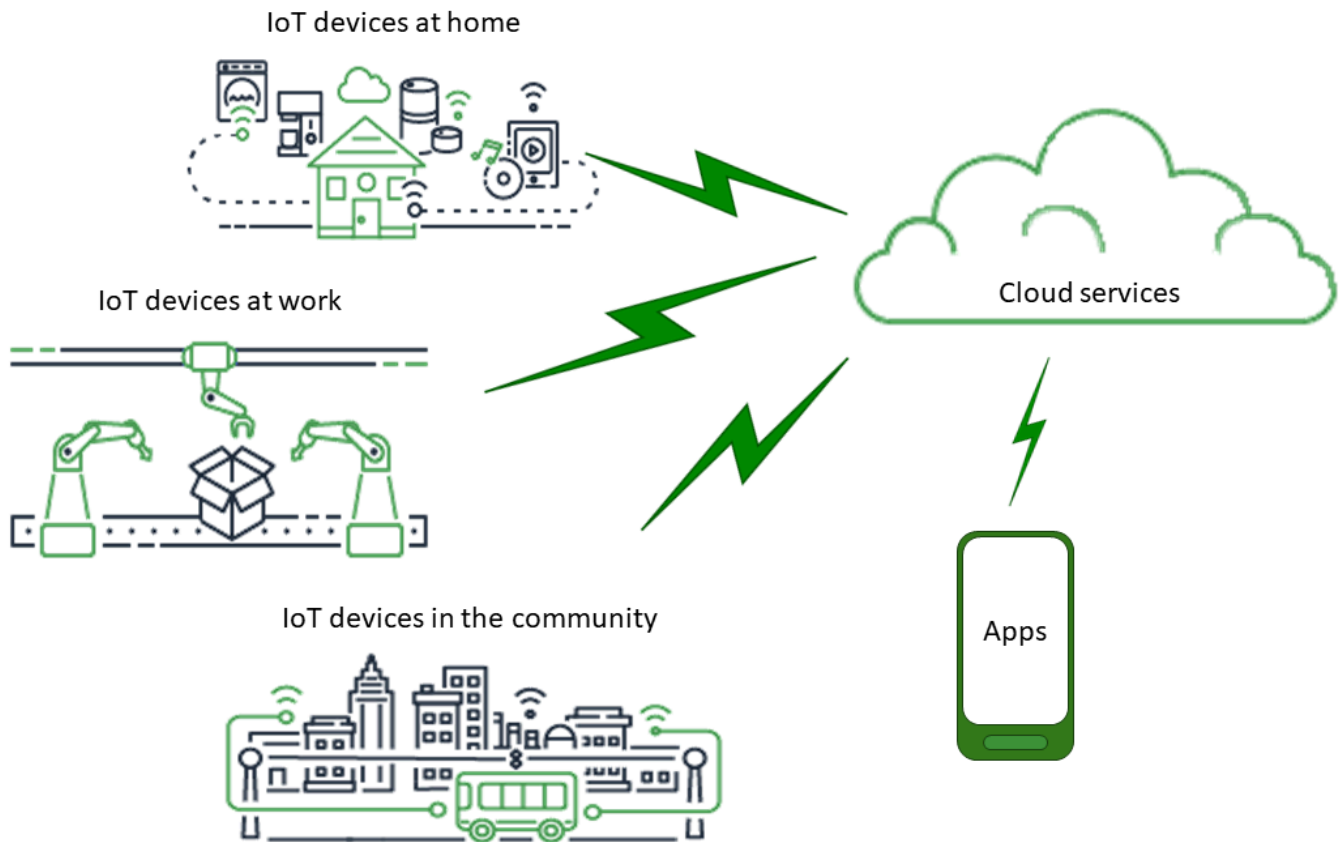 IoT devices at home
IoT devices at work
Cloud services
IoT devices in the community
Apps